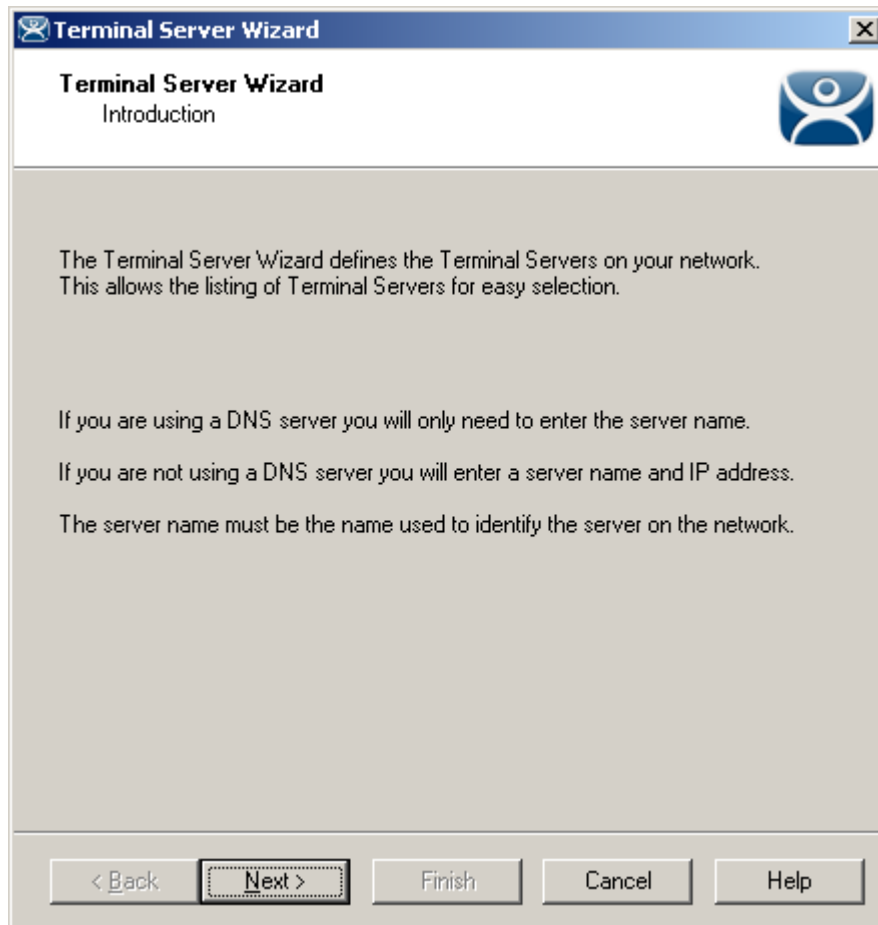 Terminal Server Wizard
Terminal Server Wizard
Introduction
The Terminal Server Wizard defines the Terminal Servers on your network.
This allows the listing of Terminal Servers for easy selection.
If you are using a DNS server you will only need to enter the server name.
If you are not using a DNS server you will enter a server name and IP address.
The server name must be the name used to identify the server on the network.
< Back Next > Finish Cancel Help